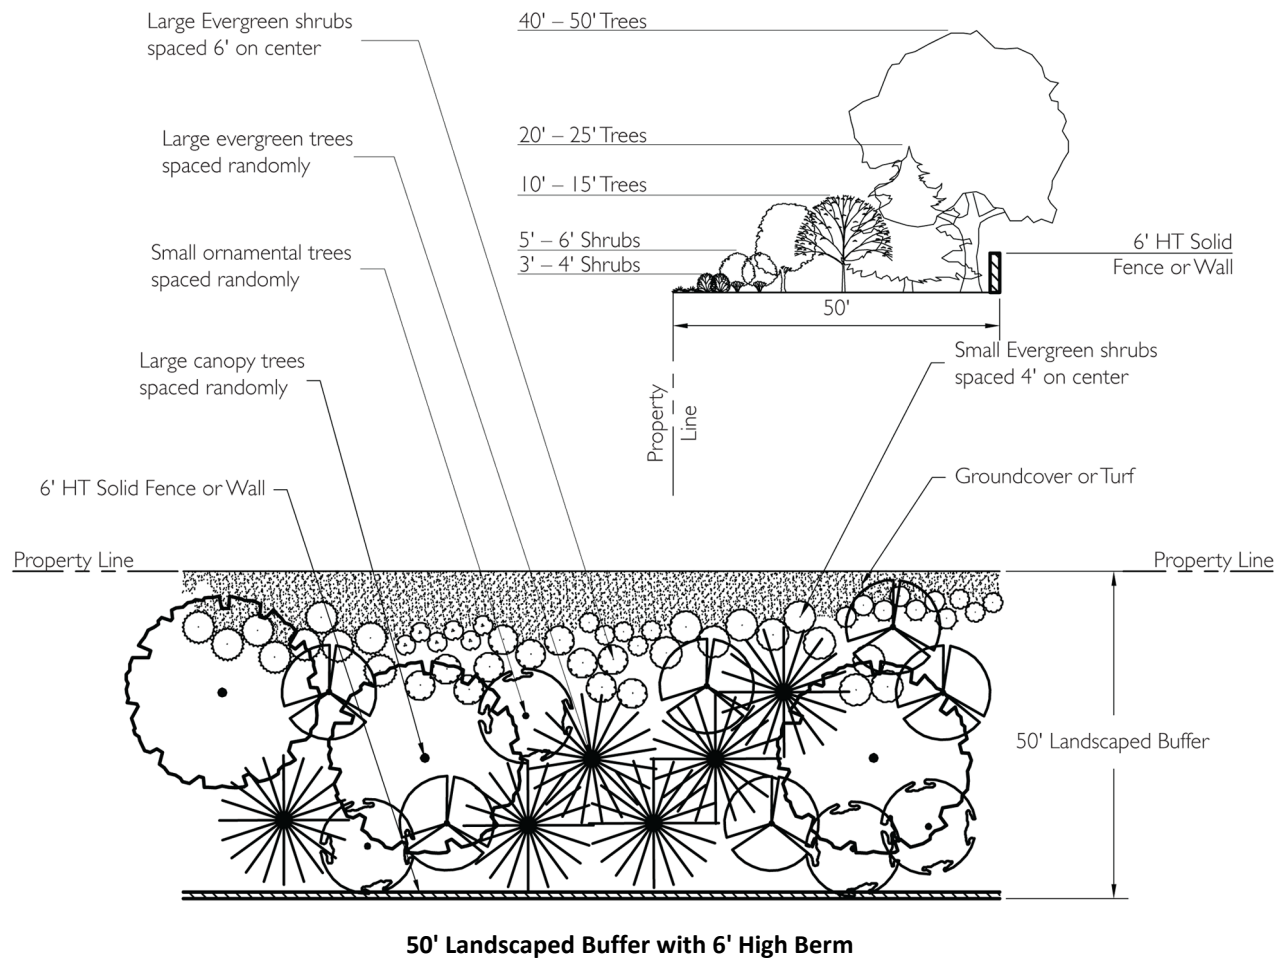 Large Evergreen shrubs
spaced 6' on center
40' – 50' Trees
Large evergreen trees
spaced randomly
20' – 25' Trees
10' – 15' Trees
Small ornamental trees
spaced randomly
5' – 6' Shrubs
3' – 4' Shrubs
6' HT Solid
Fence or Wall
50'
Large canopy trees
spaced randomly
Small Evergreen shrubs
spaced 4' on center
Property
Line
6' HT Solid Fence or Wall
Groundcover or Turf
Property Line
Property Line
50' Landscaped Buffer
50' Landscaped Buffer with 6' High Berm